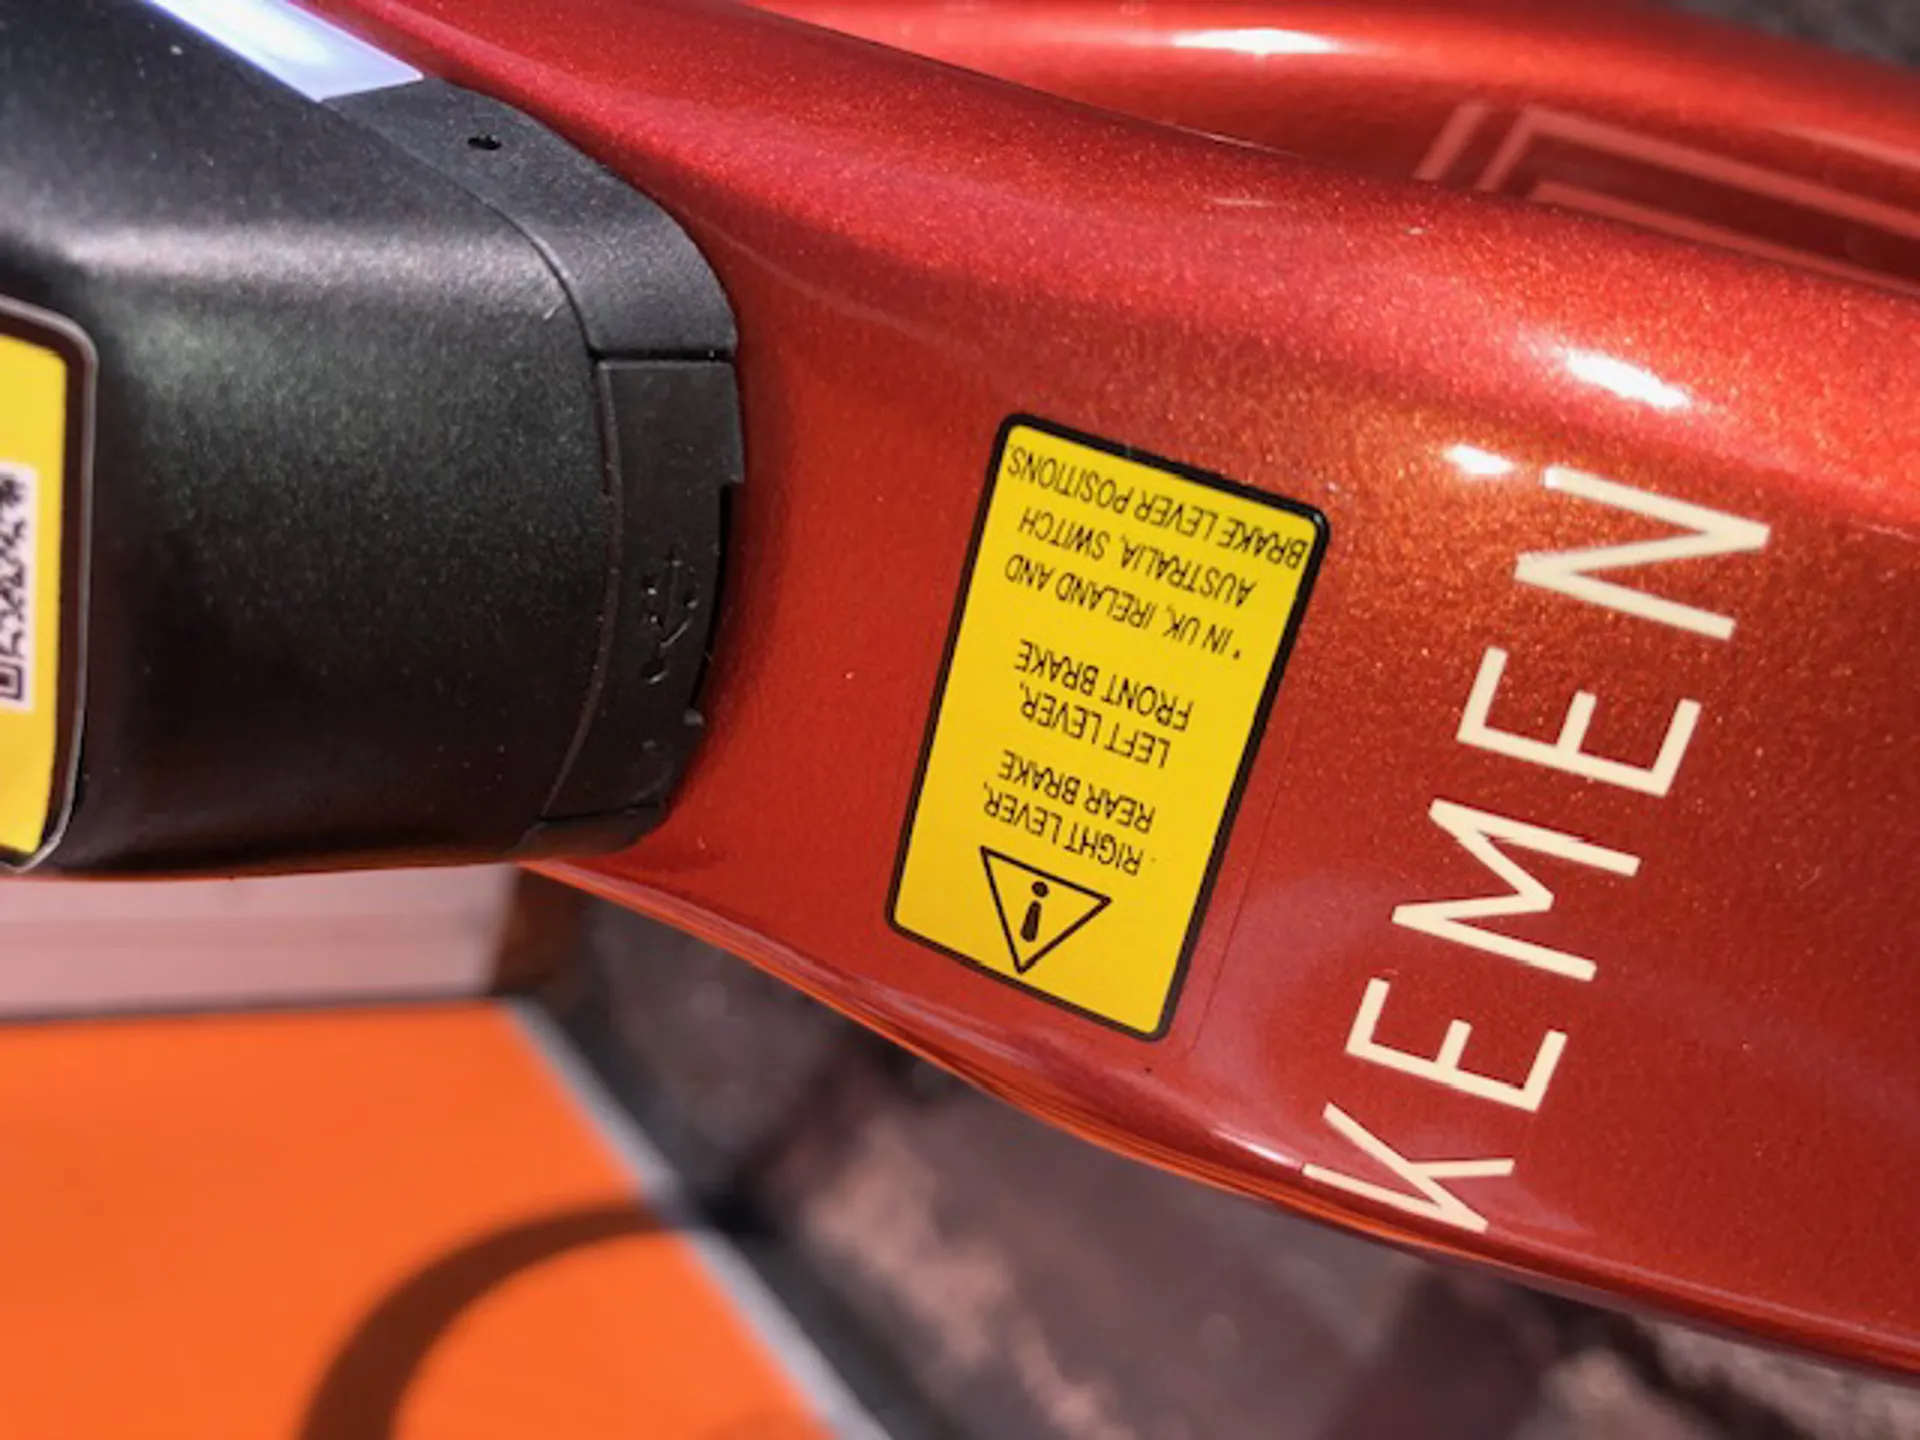 RIGHT LEVER,
REAR BRAKE
LEFT LEVER,
FRONT BRAKE
* IN UK, IRELAND AND
AUSTRALIA, SWITCH
BRAKE LEVER POSITIONS.
KEMEN